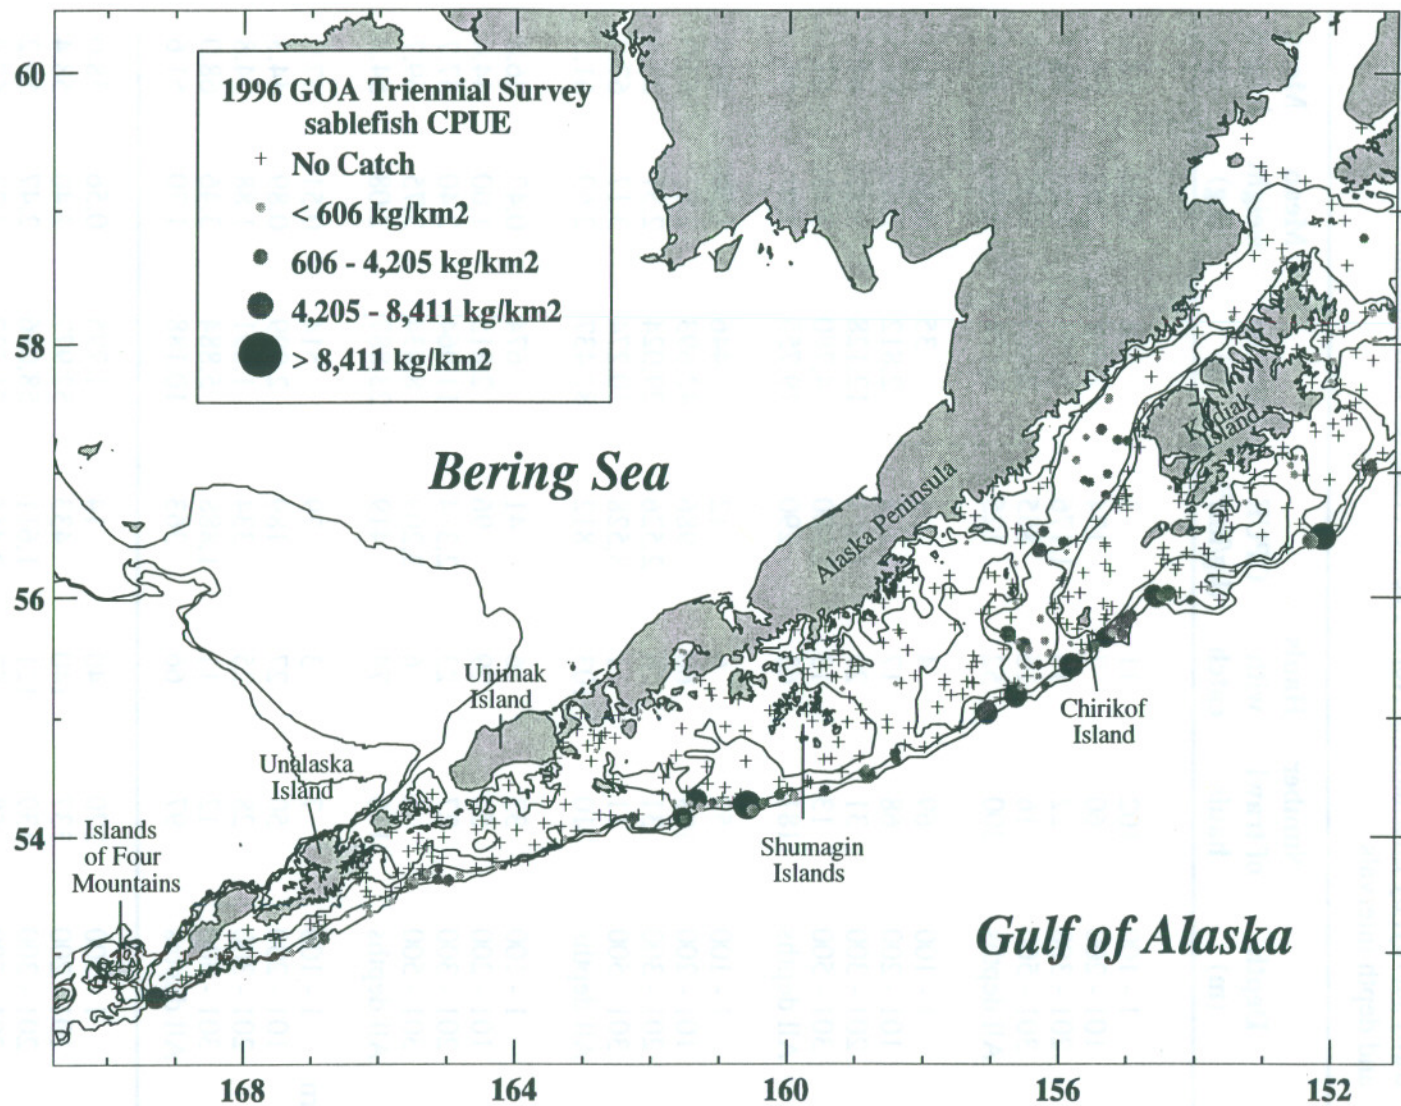 1996 GOA Triennial Survey
sablefish CPUE
+ No Catch
< 606 kg/km2
606 - 4,205 kg/km2
4,205 - 8,411 kg/km2
> 8,411 kg/km2
60
58
56
54
Bering Sea
Alaska Peninsula
Kodiak
Island
Unimak
Island
Unalaska
Island
Islands
of Four
Mountains
Chirikof
Island
Shumagin
Islands
Gulf of Alaska
168
164
160
156
152